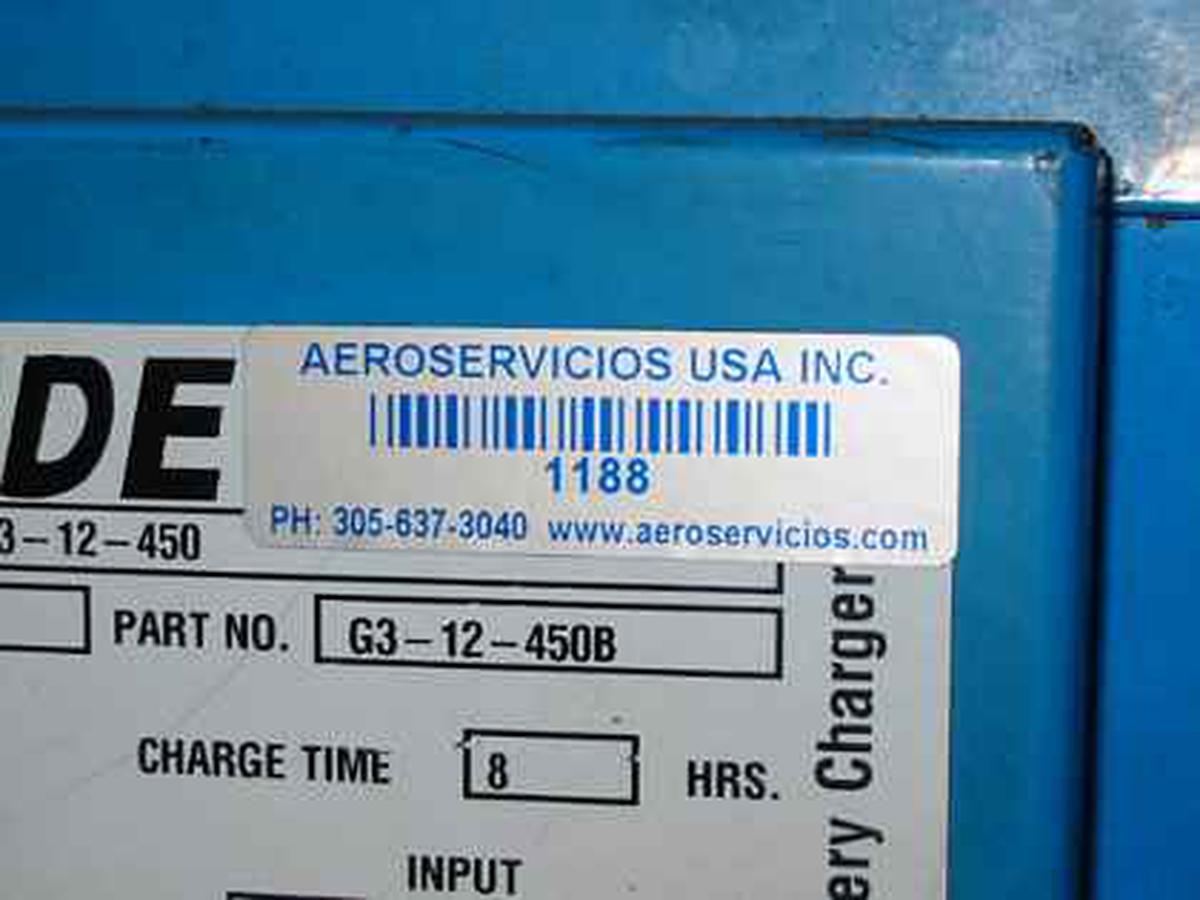 AEROSERVICIOS USA INC.
1188
PH: 305-637-3040 www.aeroservicios.com
DE
3-12-450
PART NO. G3-12-450B
CHARGE TIME 8 HRS.
INPUT
ery Charger